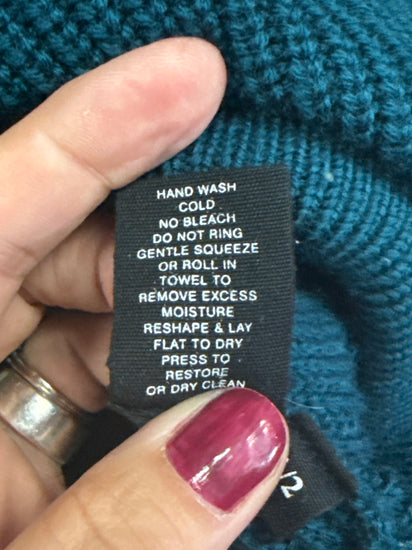 HAND WASH
COLD
NO BLEACH
DO NOT RING
GENTLE SQUEEZE
OR ROLL IN
TOWEL TO
REMOVE EXCESS
MOISTURE
RESHAPE & LAY
FLAT TO DRY
PRESS TO
RESTORE
OR DRY CLEAN
/2